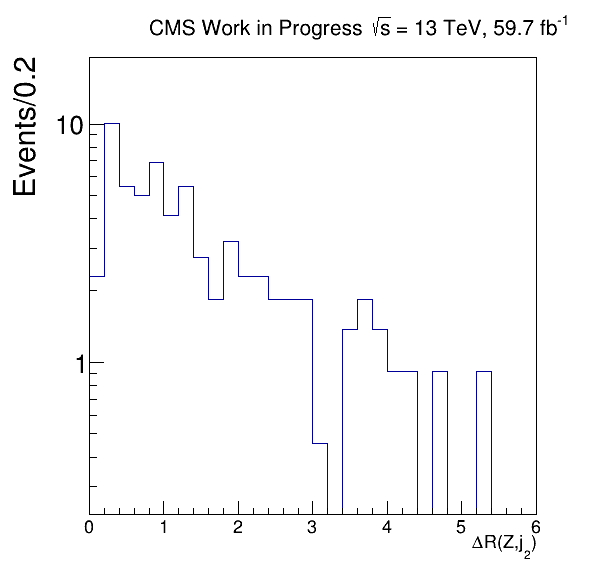 CMS Work in Progress √s = 13 TeV, 59.7 fb⁻¹
Events/0.2
10
1
0 1 2 3 4 5 6
ΔR(Z,j₂)